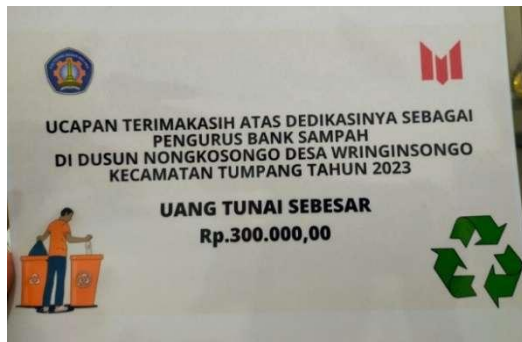 UCAPAN TERIMAKASIH ATAS DEDIKASINYA SEBAGAI
PENGURUS BANK SAMPAH
DI DUSUN NONGKOSONGO DESA WRINGINSONGO
KECAMATAN TUMPANG TAHUN 2023
UANG TUNAI SEBESAR
Rp.300.000,00